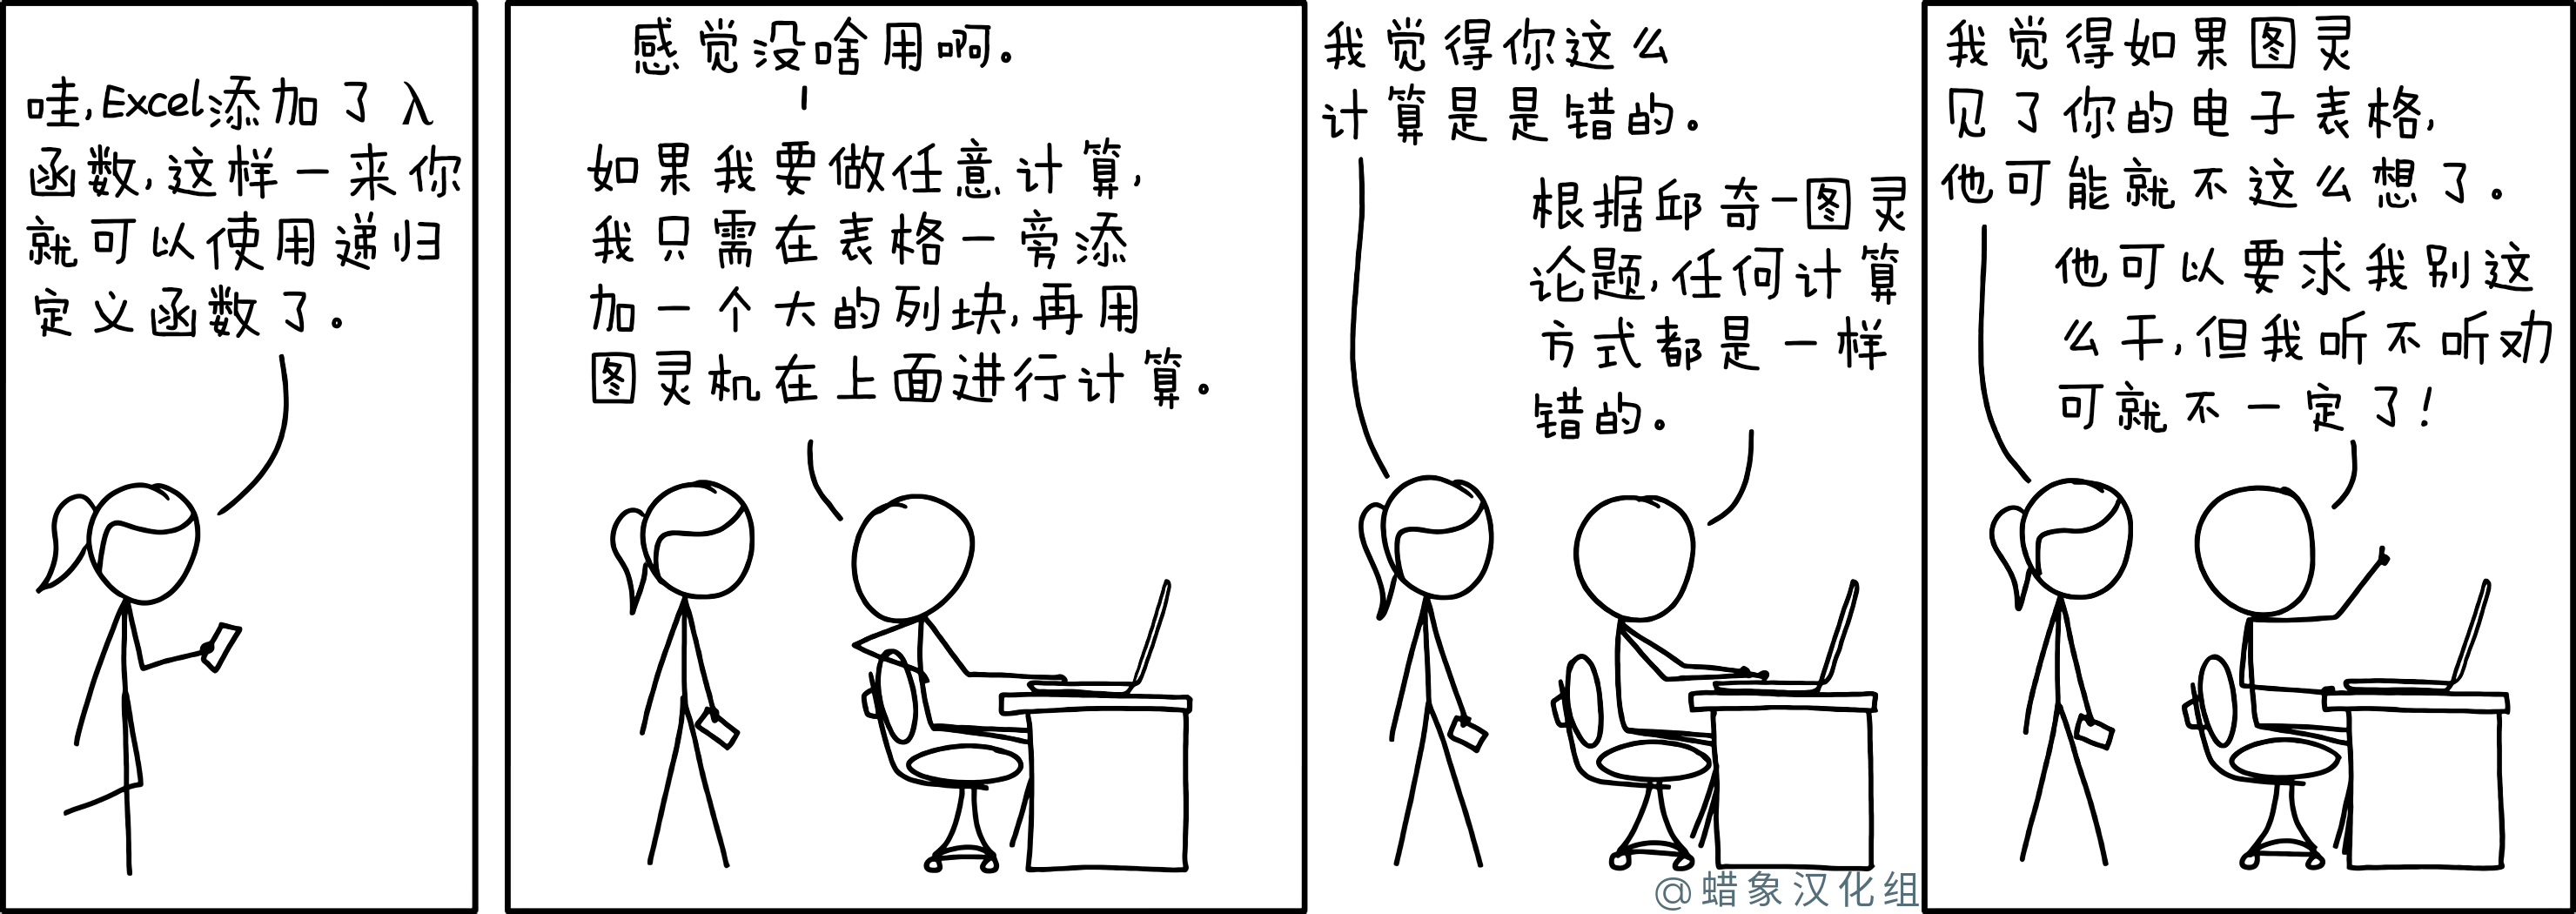 哇,Excel添加了λ
函数,这样一来你
就可以使用递归
定义函数了。
感觉没啥用啊。
如果我要做任意计算,
我只需在表格一旁添
加一个大的列块,再用
图灵机在上面进行计算。
我觉得你这么
计算是是错的。
根据邱奇-图灵
论题,任何计算
方式都是一样
错的。
我觉得如果图灵
见了你的电子表格,
他可能就不这么想了。
他可以要求我别这
么干,但我听不听劝
可就不一定了!
@蜡象汉化组